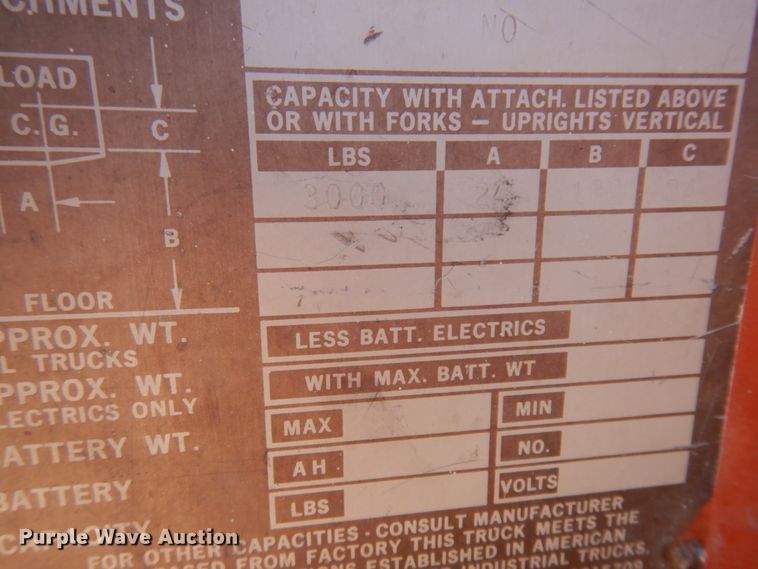 CHMENTS
NO
LOAD
C.G. C
CAPACITY WITH ATTACH. LISTED ABOVE
OR WITH FORKS – UPRIGHTS VERTICAL
LBS A B C
3000 24
A
B
FLOOR
PPROX. WT.
L TRUCKS
LESS BATT. ELECTRICS
PPROX. WT.
LECTRICS ONLY
WITH MAX. BATT. WT
ATTERY WT.
MAX MIN
BATTERY
AH NO.
CAPACITY
LBS VOLTS
FOR OTHER CAPACITIES - CONSULT MANUFACTURER
FROM FACTORY THIS TRUCK MEETS THE
ESTABLISHED IN AMERICAN
INDUSTRIAL TRUCKS.
Purple Wave Auction